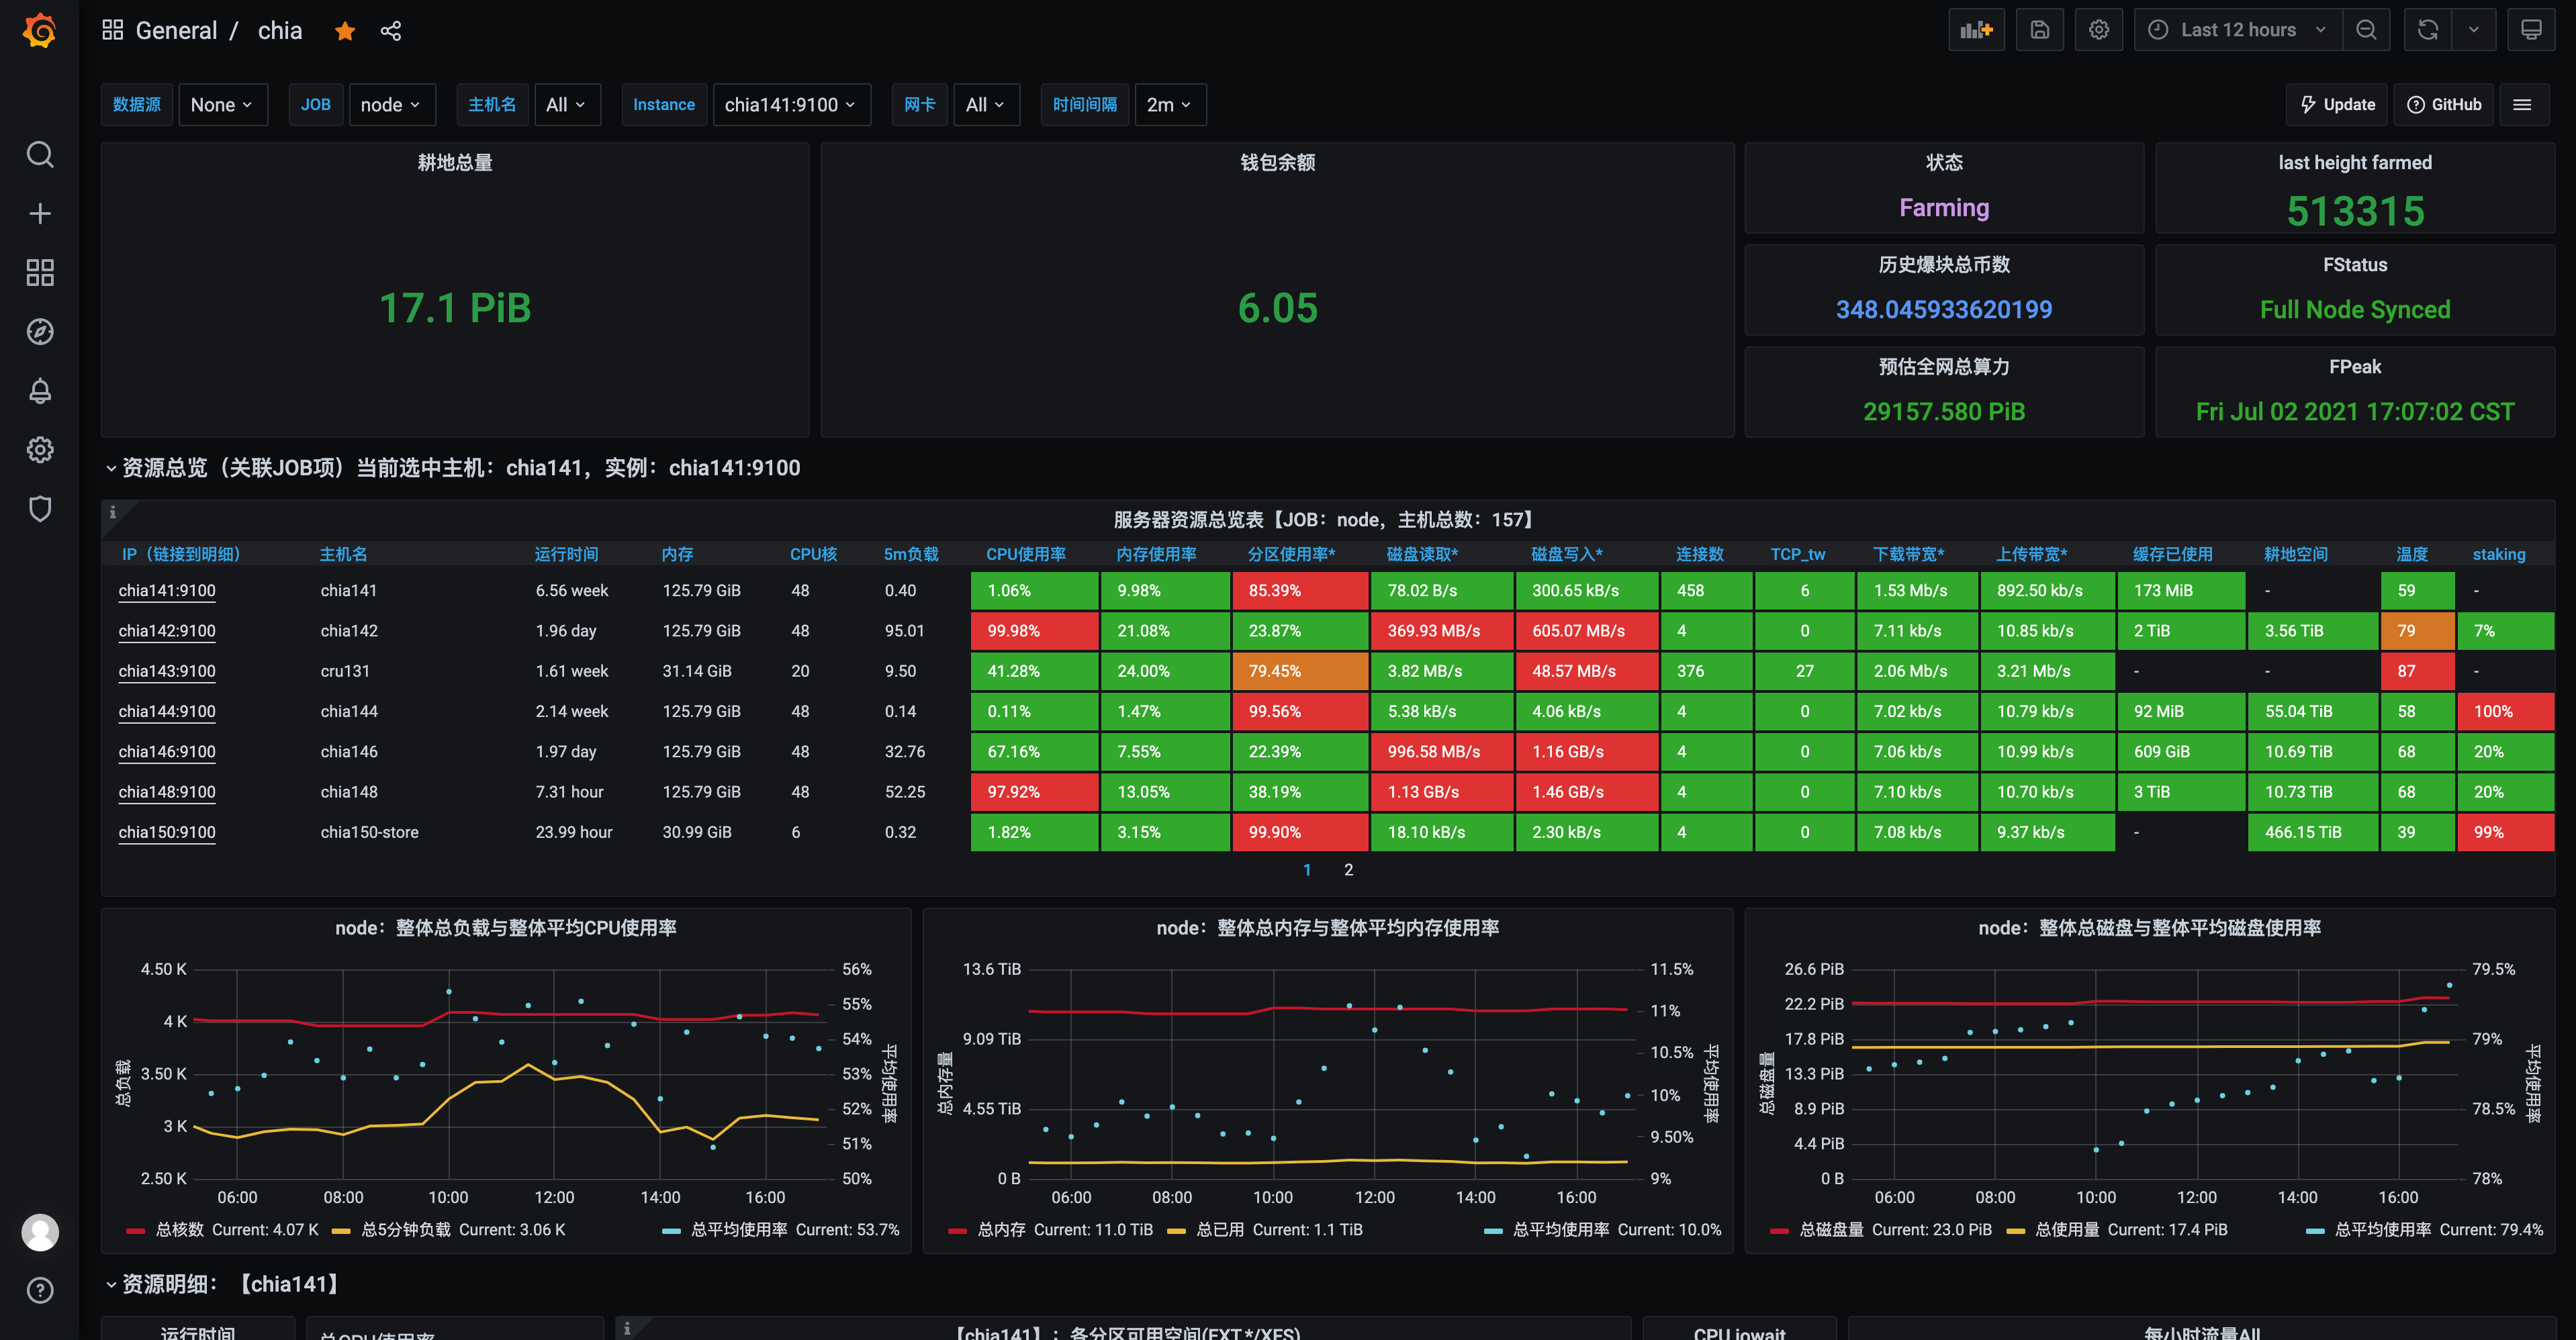 General / chia
Last 12 hours
数据源 None JOB node 主机名 All Instance chia141:9100 网卡 All 时间间隔 2m Update GitHub
耕地总量
17.1 PiB
钱包余额
6.05
状态
Farming
last height farmed
513315
历史爆块总币数
348.045933620199
FStatus
Full Node Synced
预估全网总算力
29157.580 PiB
FPeak
Fri Jul 02 2021 17:07:02 CST
资源总览（关联JOB项）当前选中主机：chia141，实例：chia141:9100
服务器资源总览表【JOB：node，主机总数：157】
IP（链接到明细） 主机名 运行时间 内存 CPU核 5m负载 CPU使用率 内存使用率 分区使用率* 磁盘读取* 磁盘写入* 连接数 TCP_tw 下载带宽* 上传带宽* 缓存已使用 耕地空间 温度 staking
chia141:9100 chia141 6.56 week 125.79 GiB 48 0.40 1.06% 9.98% 85.39% 78.02 B/s 300.65 kB/s 458 6 1.53 Mb/s 892.50 kb/s 173 MiB - 59 -
chia142:9100 chia142 1.96 day 125.79 GiB 48 95.01 99.98% 21.08% 23.87% 369.93 MB/s 605.07 MB/s 4 0 7.11 kb/s 10.85 kb/s 2 TiB 3.56 TiB 79 7%
chia143:9100 cru131 1.61 week 31.14 GiB 20 9.50 41.28% 24.00% 79.45% 3.82 MB/s 48.57 MB/s 376 27 2.06 Mb/s 3.21 Mb/s - - 87 -
chia144:9100 chia144 2.14 week 125.79 GiB 48 0.14 0.11% 1.47% 99.56% 5.38 kB/s 4.06 kB/s 4 0 7.02 kb/s 10.79 kb/s 92 MiB 55.04 TiB 58 100%
chia146:9100 chia146 1.97 day 125.79 GiB 48 32.76 67.16% 7.55% 22.39% 996.58 MB/s 1.16 GB/s 4 0 7.06 kb/s 10.99 kb/s 609 GiB 10.69 TiB 68 20%
chia148:9100 chia148 7.31 hour 125.79 GiB 48 52.25 97.92% 13.05% 38.19% 1.13 GB/s 1.46 GB/s 4 0 7.10 kb/s 10.70 kb/s 3 TiB 10.73 TiB 68 20%
chia150:9100 chia150-store 23.99 hour 30.99 GiB 6 0.32 1.82% 3.15% 99.90% 18.10 kB/s 2.30 kB/s 4 0 7.08 kb/s 9.37 kb/s - 466.15 TiB 39 99%
1 2
node：整体总负载与整体平均CPU使用率
4.50 K
4 K
3.50 K
3 K
2.50 K
总负载
56%
55%
54%
53%
52%
51%
50%
平均使用率
06:00 08:00 10:00 12:00 14:00 16:00
总核数 Current: 4.07 K 总5分钟负载 Current: 3.06 K 总平均使用率 Current: 53.7%
node：整体总内存与整体平均内存使用率
13.6 TiB
9.09 TiB
4.55 TiB
0 B
总内存量
11.5%
11%
10.5%
10%
9.50%
9%
平均使用率
06:00 08:00 10:00 12:00 14:00 16:00
总内存 Current: 11.0 TiB 总已用 Current: 1.1 TiB 总平均使用率 Current: 10.0%
node：整体总磁盘与整体平均磁盘使用率
26.6 PiB
22.2 PiB
17.8 PiB
13.3 PiB
8.9 PiB
4.4 PiB
0 B
总磁盘量
79.5%
79%
78.5%
78%
平均使用率
06:00 08:00 10:00 12:00 14:00 16:00
总磁盘量 Current: 23.0 PiB 总使用量 Current: 17.4 PiB 总平均使用率 Current: 79.4%
资源明细：【chia141】
运行时间
总CPU使用率
【chia141】：各分区可用空间(EXT.*/XFS)
CPU iowait
每小时流量All